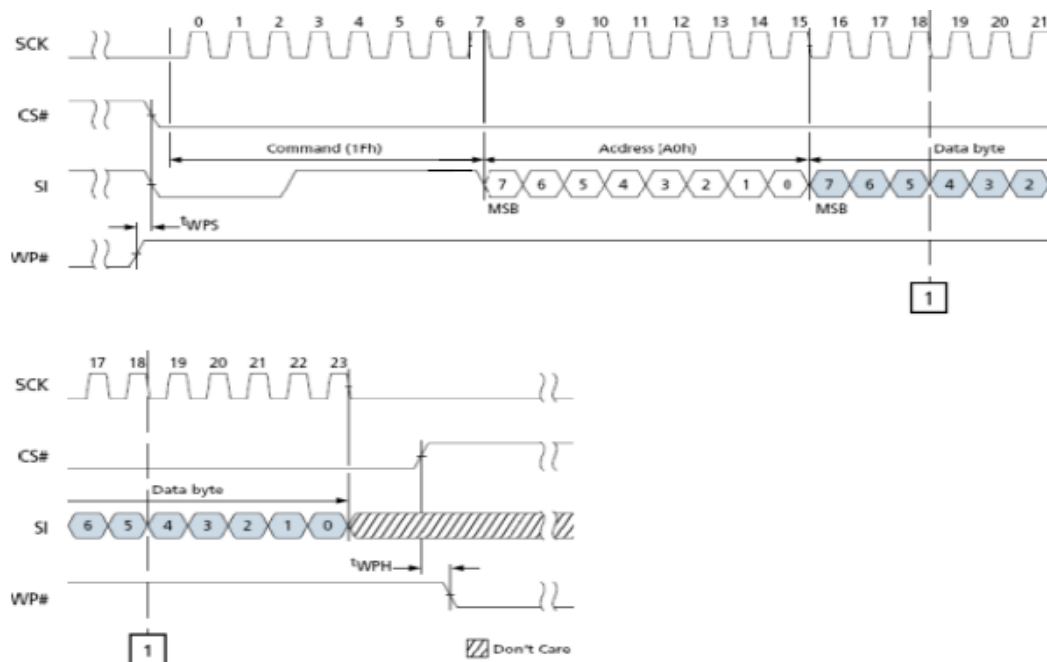 0 1 2 3 4 5 6 7 8 9 10 11 12 13 14 15 16 17 18 19 20 21
SCK
CS#
Command (1Fh) Address (A0h) Data byte
SI 7 6 5 4 3 2 1 0 7 6 5 4 3 2
MSB MSB
tWPS
WP#
1
17 18 19 20 21 22 23
SCK
CS#
Data byte
SI 6 5 4 3 2 1 0
tWPH
WP#
1
Don't Care